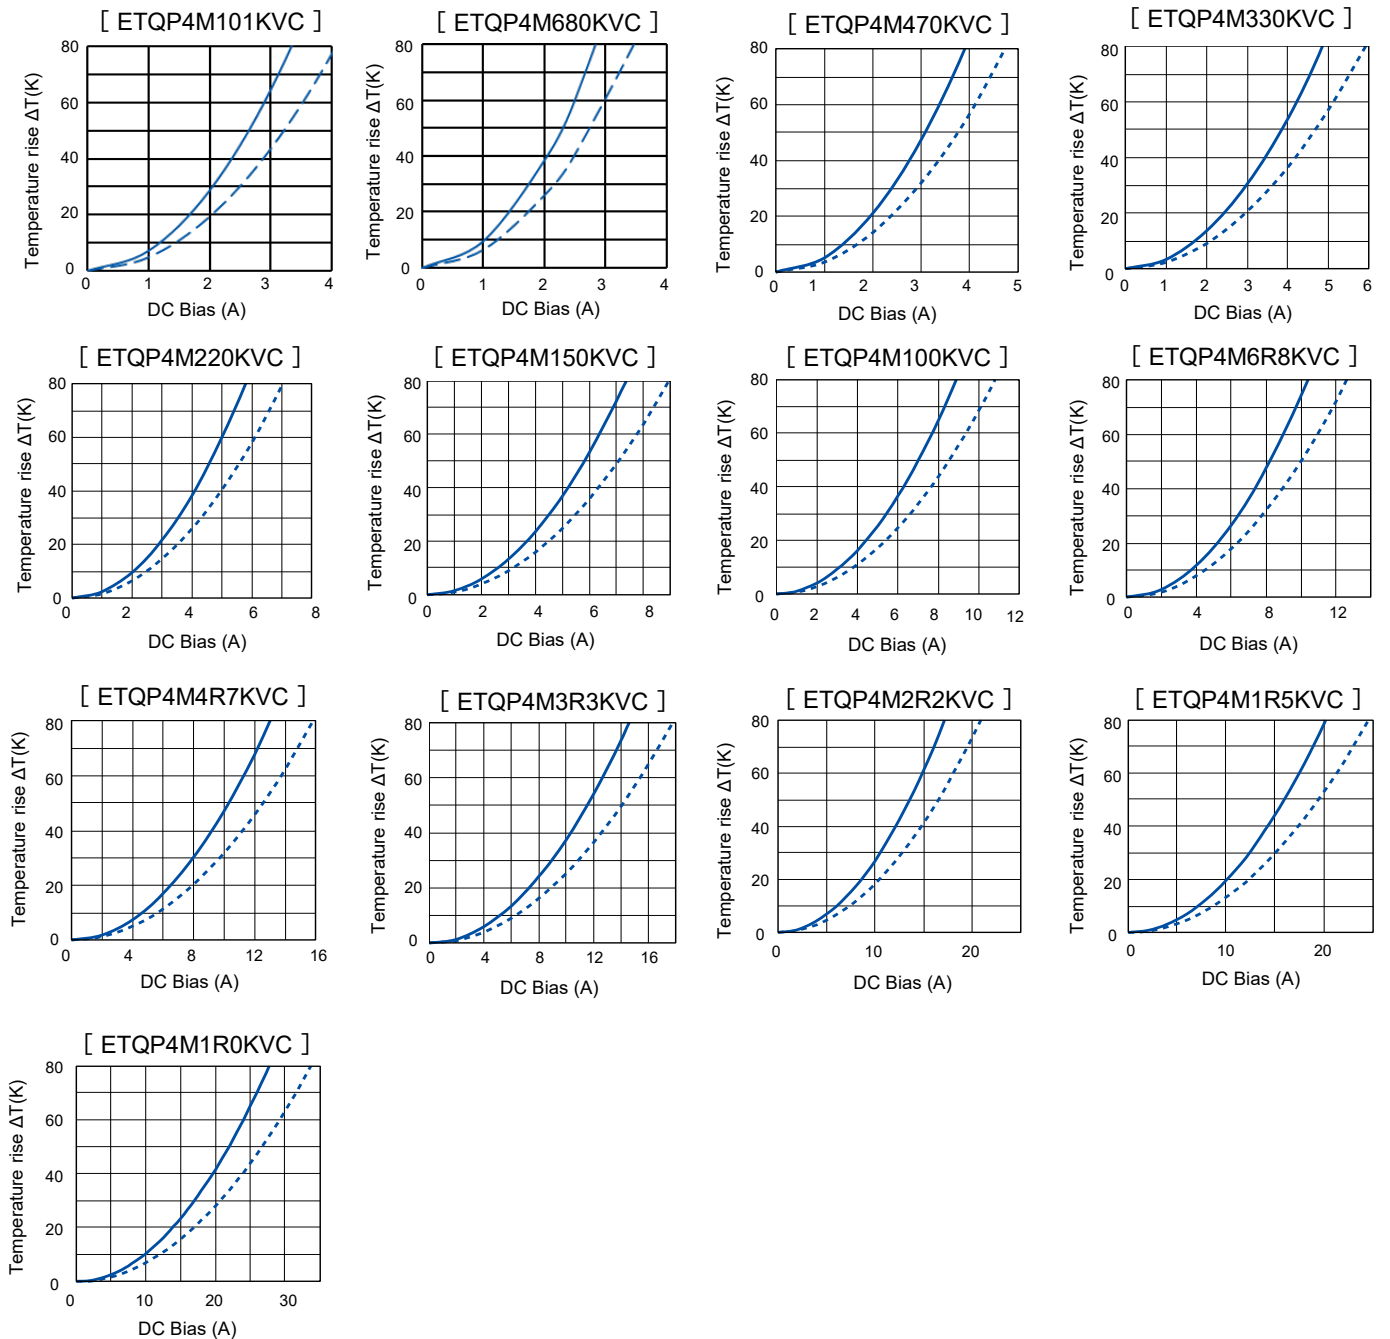 [ ETQP4M101KVC ]
Temperature rise ΔT(K)
80
60
40
20
0
0 1 2 3 4
DC Bias (A)
[ ETQP4M680KVC ]
Temperature rise ΔT(K)
80
60
40
20
0
0 1 2 3 4
DC Bias (A)
[ ETQP4M470KVC ]
Temperature rise ΔT(K)
80
60
40
20
0
0 1 2 3 4 5
DC Bias (A)
[ ETQP4M330KVC ]
Temperature rise ΔT(K)
80
60
40
20
0
0 1 2 3 4 5 6
DC Bias (A)
[ ETQP4M220KVC ]
Temperature rise ΔT(K)
80
60
40
20
0
0 2 4 6 8
DC Bias (A)
[ ETQP4M150KVC ]
Temperature rise ΔT(K)
80
60
40
20
0
0 2 4 6 8
DC Bias (A)
[ ETQP4M100KVC ]
Temperature rise ΔT(K)
80
60
40
20
0
0 2 4 6 8 10 12
DC Bias (A)
[ ETQP4M6R8KVC ]
Temperature rise ΔT(K)
80
60
40
20
0
0 4 8 12
DC Bias (A)
[ ETQP4M4R7KVC ]
Temperature rise ΔT(K)
80
60
40
20
0
0 4 8 12 16
DC Bias (A)
[ ETQP4M3R3KVC ]
Temperature rise ΔT(K)
80
60
40
20
0
0 4 8 12 16
DC Bias (A)
[ ETQP4M2R2KVC ]
Temperature rise ΔT(K)
80
60
40
20
0
0 10 20
DC Bias (A)
[ ETQP4M1R5KVC ]
Temperature rise ΔT(K)
80
60
40
20
0
0 10 20
DC Bias (A)
[ ETQP4M1R0KVC ]
Temperature rise ΔT(K)
80
60
40
20
0
0 10 20 30
DC Bias (A)